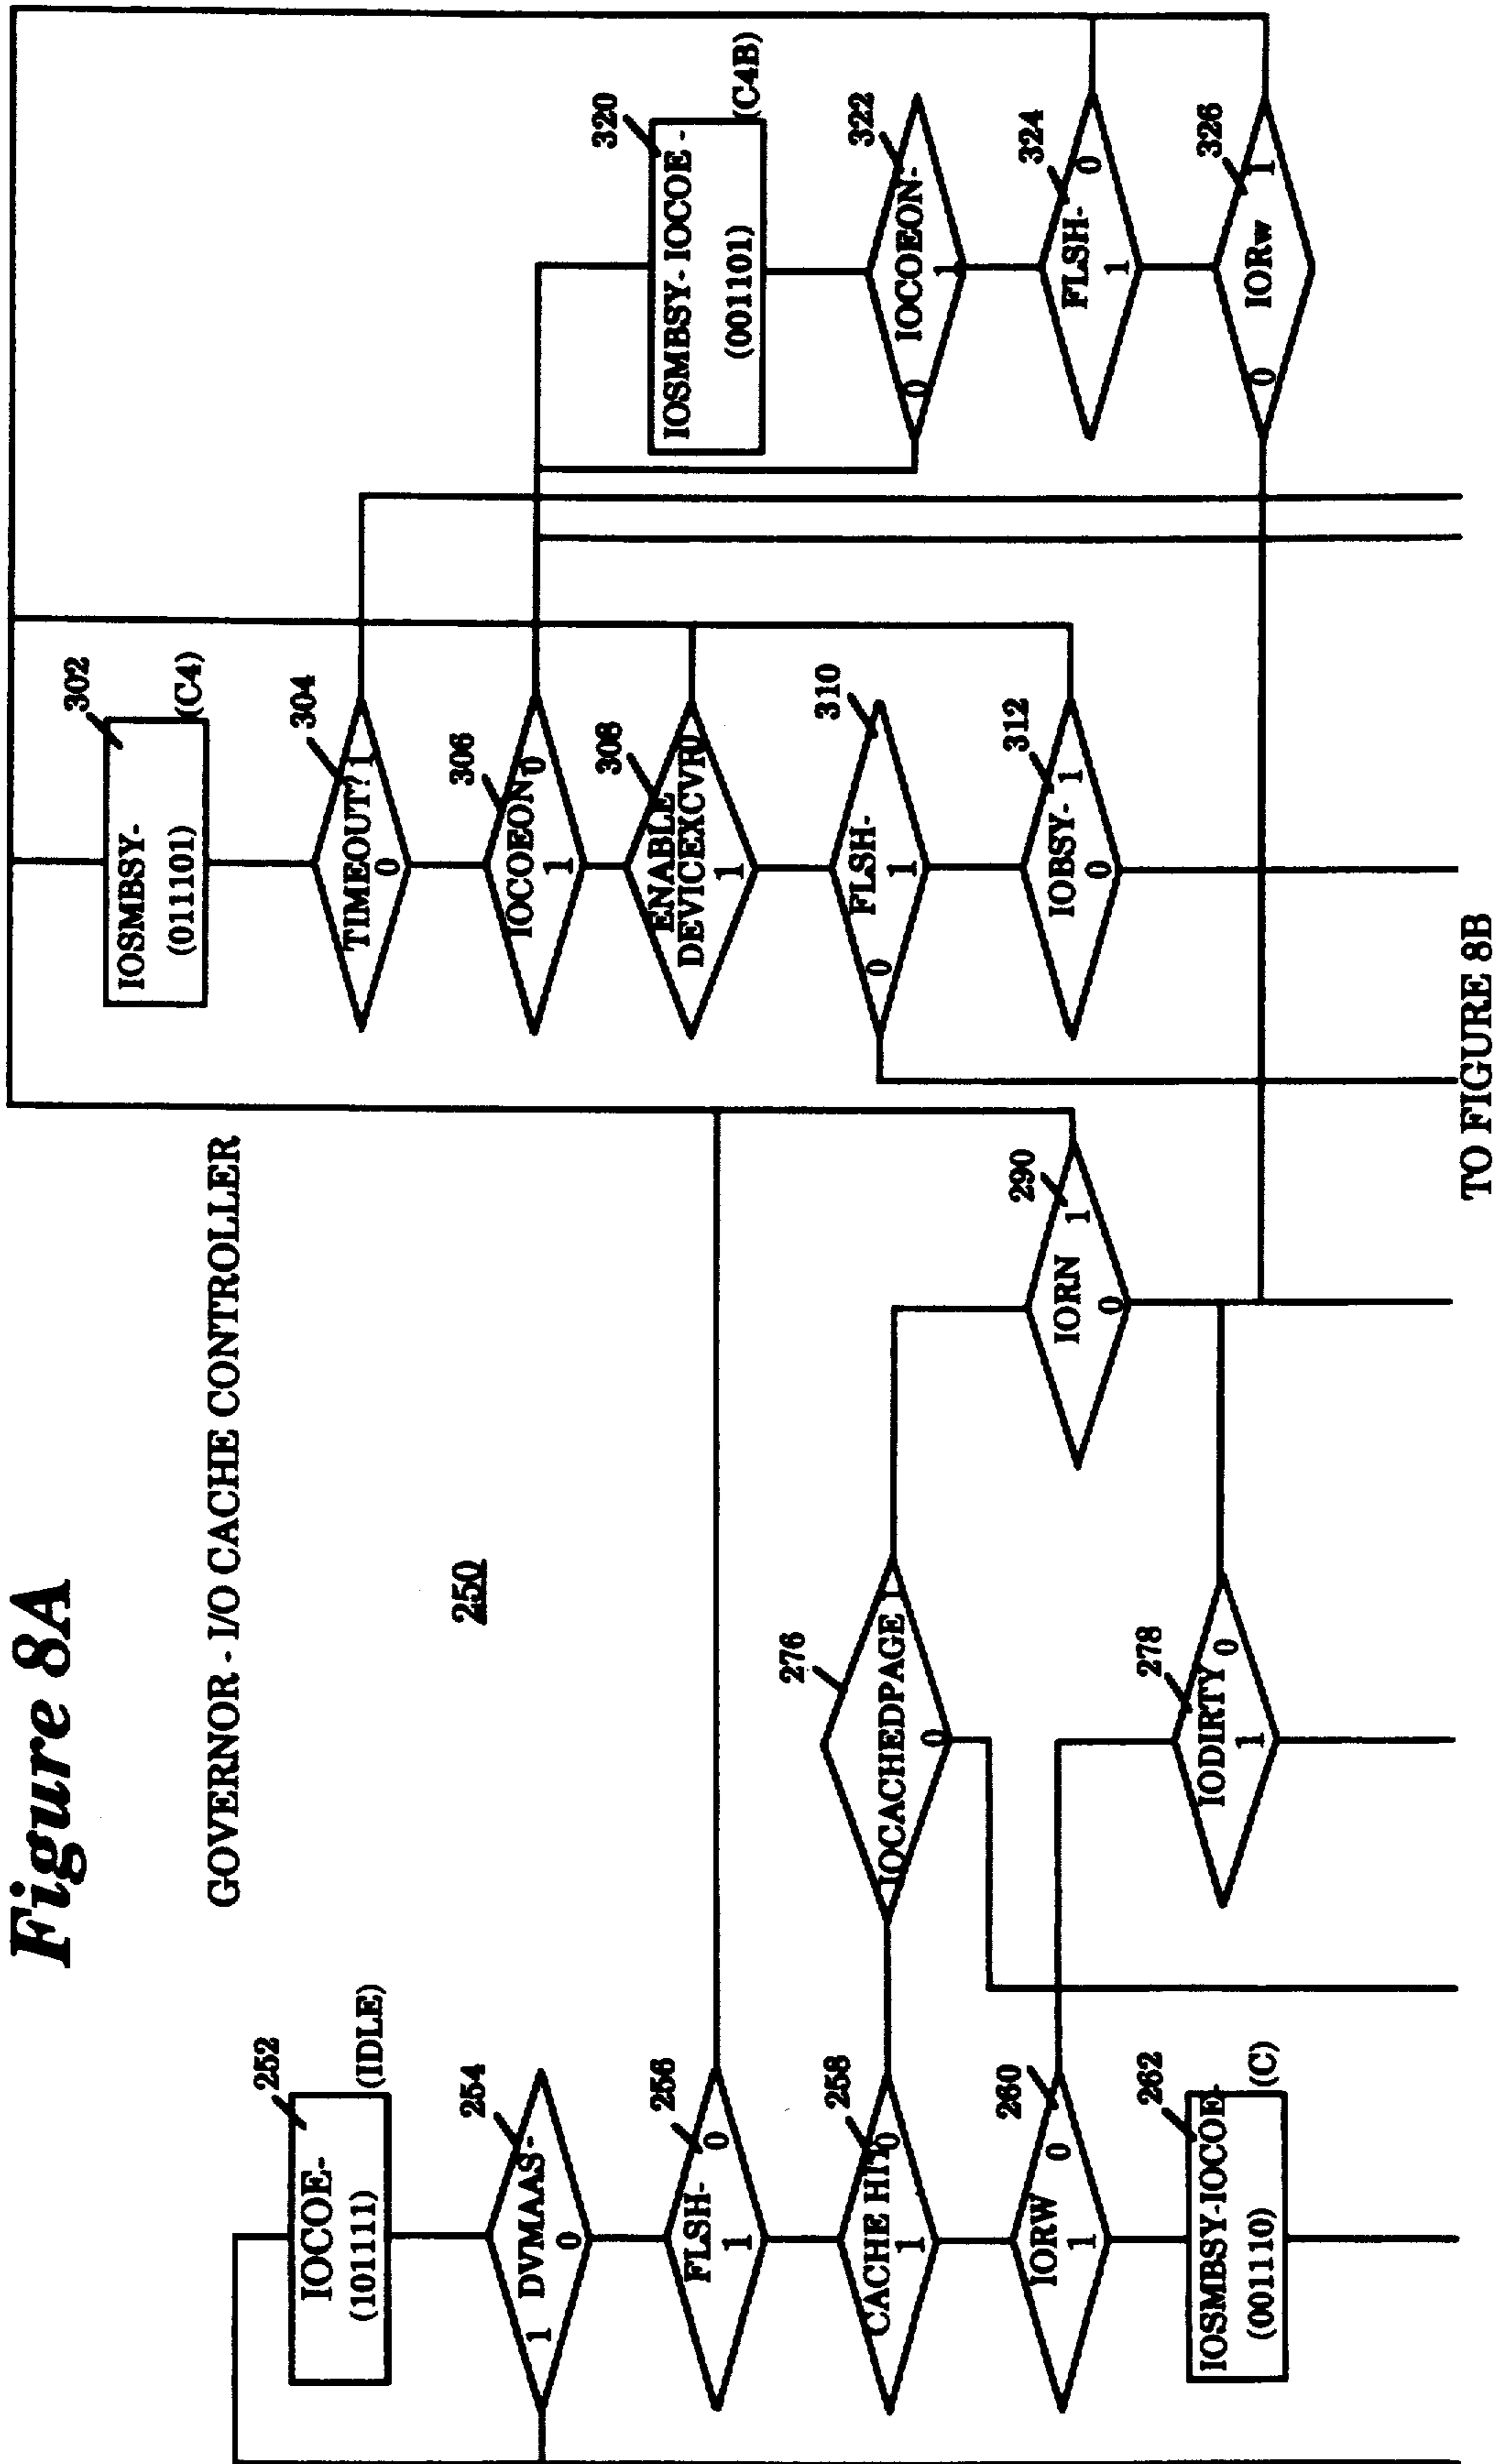 Figure 8A
GOVERNOR - I/O CACHE CONTROLLER
250
252
IOCOE-
(101111)
(IDLE)
254
DVMAAS-
1
0
256
FLSH-
0
1
258
CACHE HIT
0
1
260
IORW
0
1
262
IOSMBSY-IOCOE-
(001110)
(C)
276
IOCACHEDPAGE
1
0
278
IODIRTY
0
1
290
IORN
1
0
302
IOSMBSY-
(011101)
(C4)
304
TIMEOUT?
1
0
306
IOCOEON
0
1
308
ENABLE
DEVICEXCVR
0
1
310
FLSH-
0
1
312
IOBSY-
1
0
320
IOSMBSY-IOCOE -
(001101)
(C4B)
322
IOCOEON-
0
1
324
FLSH-
0
1
326
IORw
0
1
TO FIGURE 8B